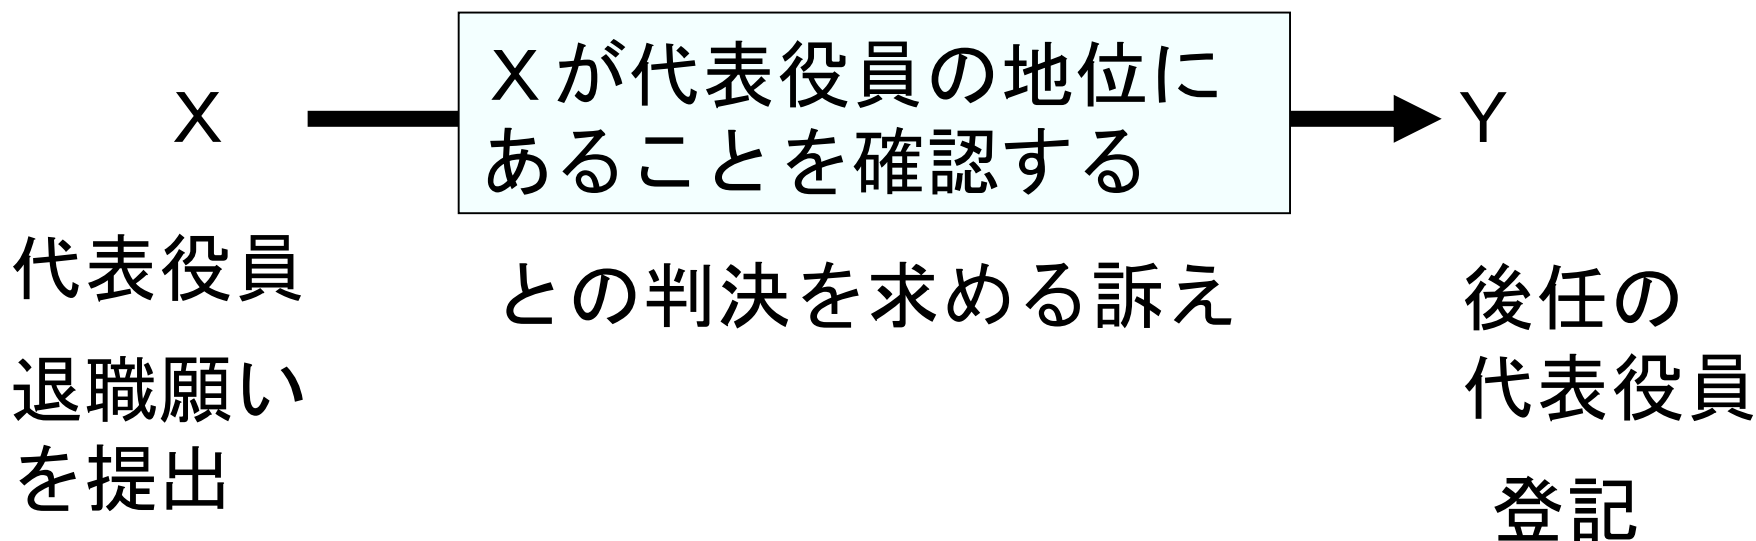 X
Xが代表役員の地位に
あることを確認する
Y
代表役員
退職願い
を提出
との判決を求める訴え
後任の
代表役員
登記